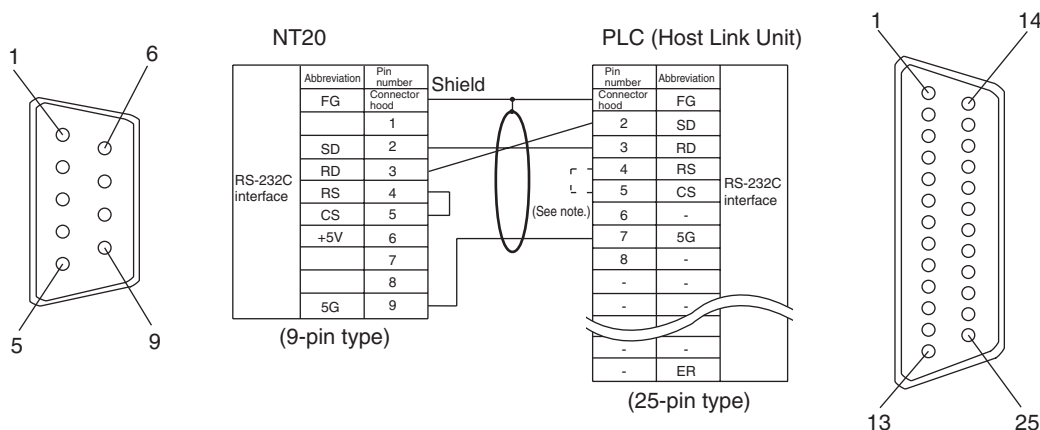 NT20
PLC (Host Link Unit)
1
6
5
9
Abbreviation
Pin number
FG
Connector hood
1
SD 2
RD 3
RS 4
CS 5
+5V 6
7
8
5G 9
RS-232C interface
(9-pin type)
Shield
(See note.)
Pin number
Abbreviation
Connector hood
FG
2 SD
3 RD
4 RS
5 CS
6 -
7 5G
8 -
- -
- -
- -
- ER
RS-232C interface
(25-pin type)
1
14
13
25